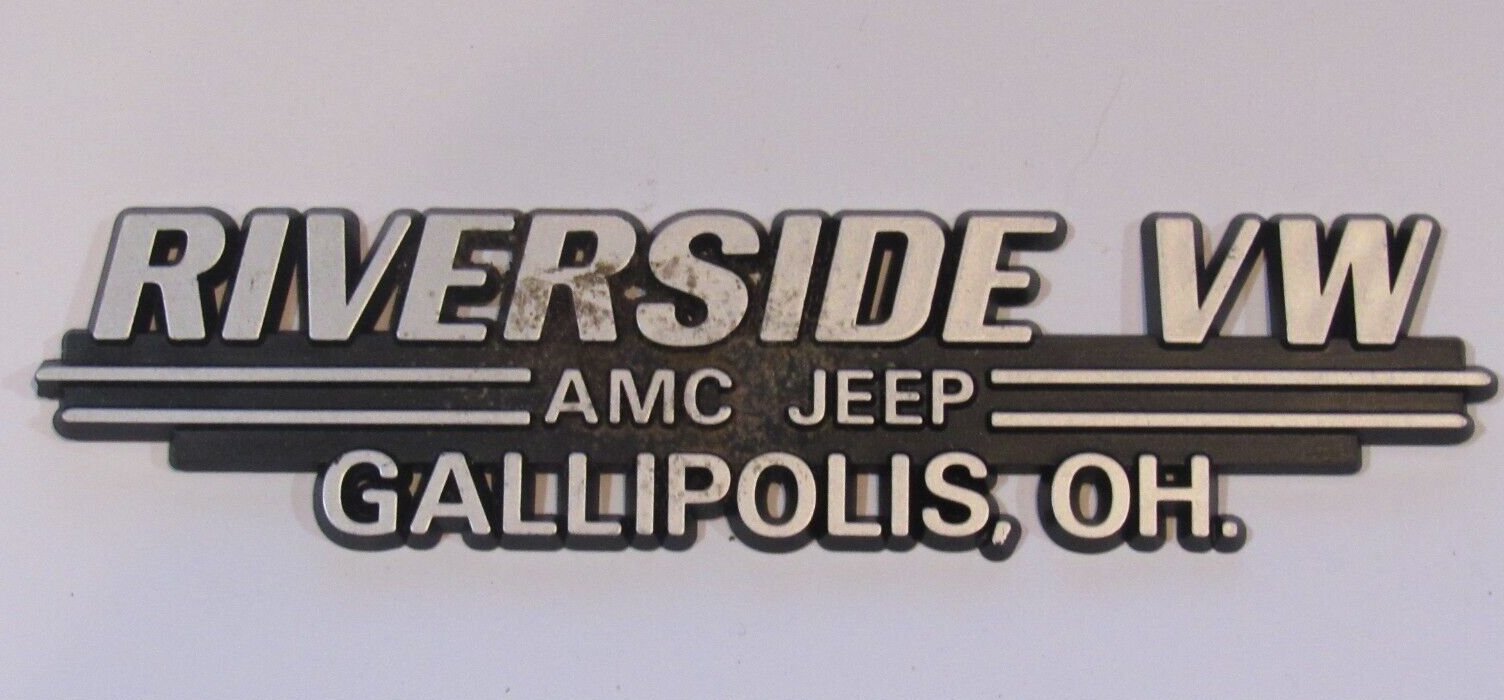 RIVERSIDE VW
AMC JEEP
GALLIPOLIS, OH.